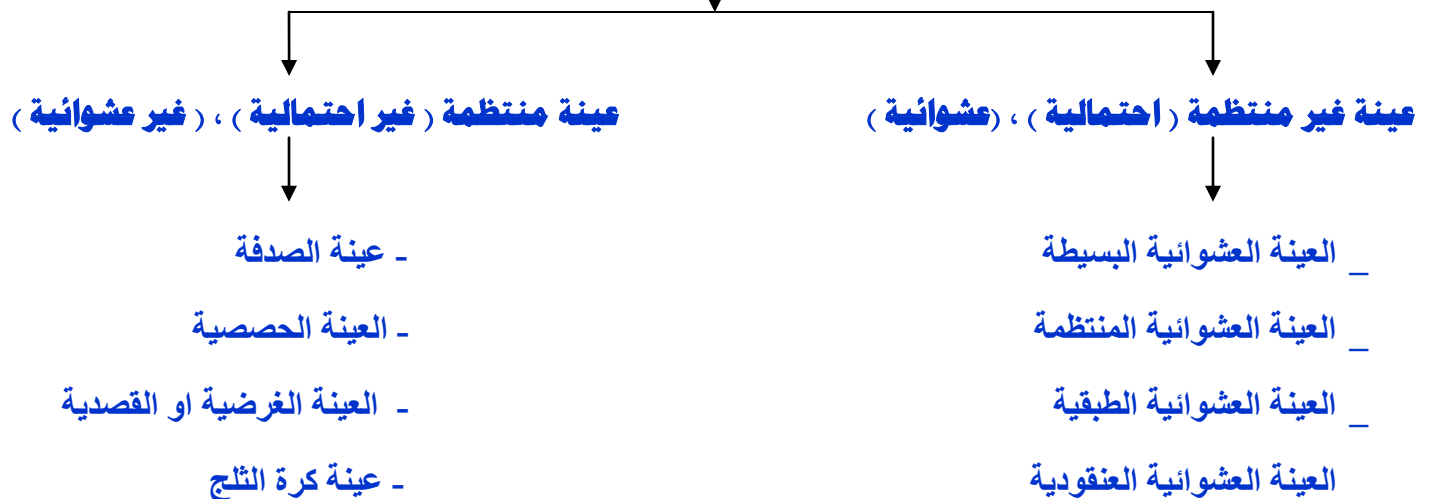 عينة غير منتظمة ( احتمالية ) ، (عشوائية )
_ العينة العشوائية البسيطة
_ العينة العشوائية المنتظمة
_ العينة العشوائية الطبقية
العينة العشوائية العنقودية
عينة منتظمة ( غير احتمالية ) ، ( غير عشوائية )
- عينة الصدفة
- العينة الحصصية
- العينة الغرضية او القصدية
- عينة كرة الثلج